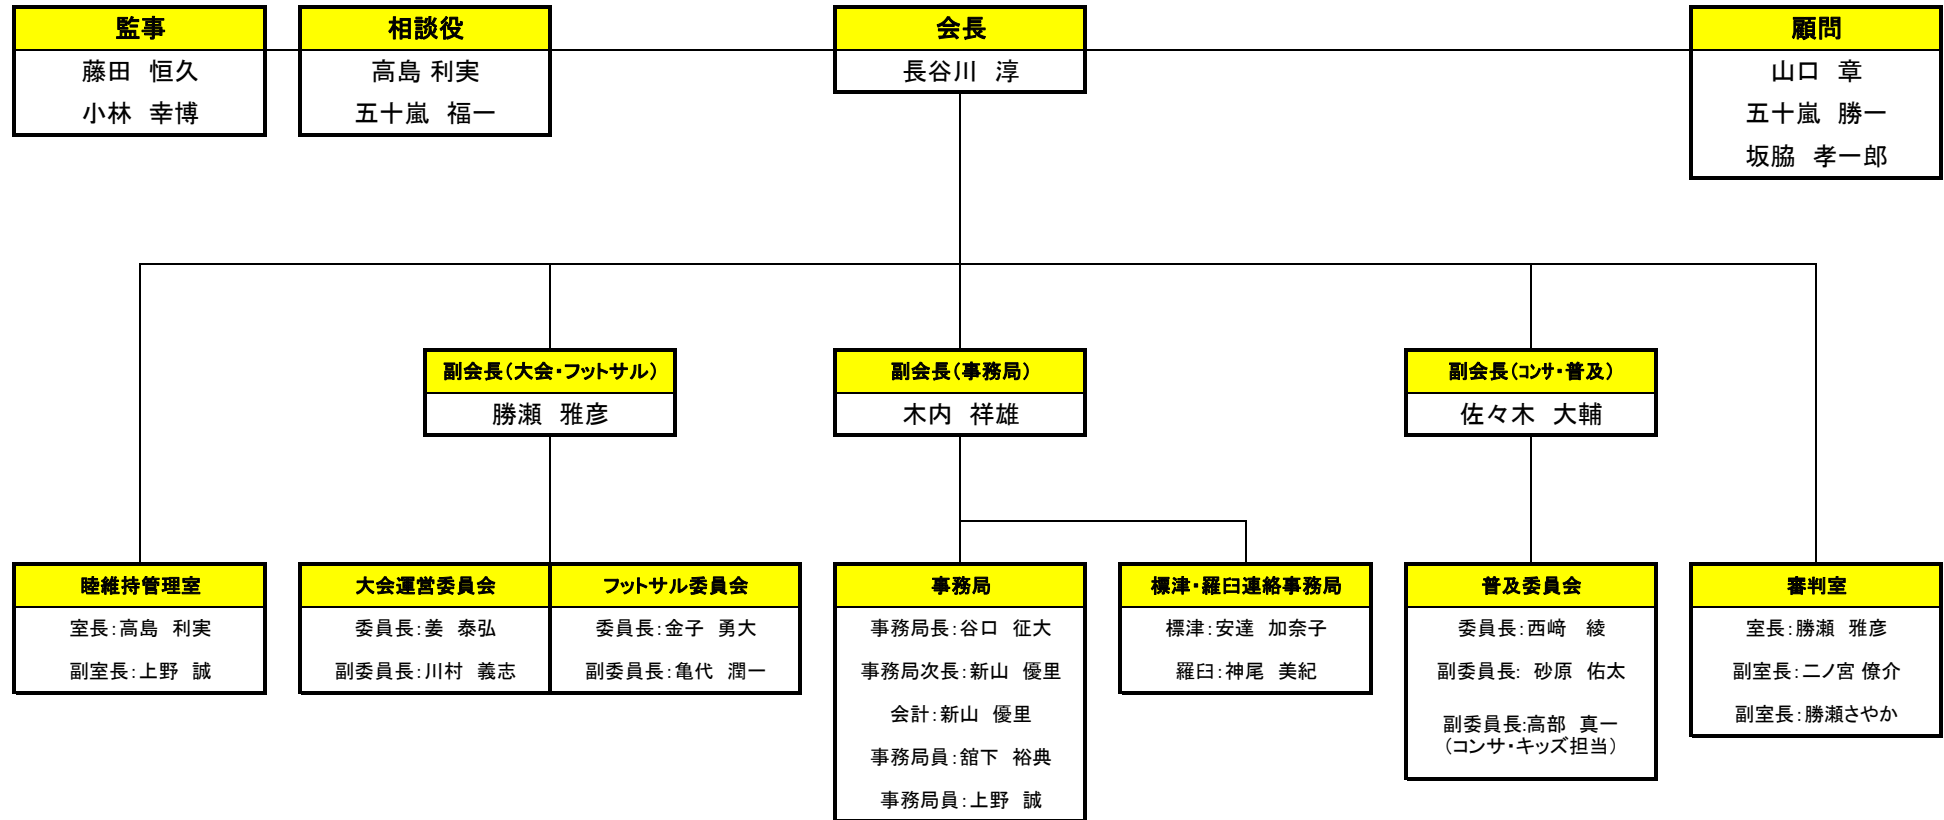 監事
藤田　恒久
小林　幸博
相談役
高島 利実
五十嵐　福一
会長
長谷川　淳
顧問
山口　章
五十嵐　勝一
坂脇　孝一郎
副会長（大会・フットサル）
勝瀬　雅彦
副会長（事務局）
木内　祥雄
副会長（ｺﾝｻ・普及）
佐々木　大輔
睦維持管理室
室長：高島　利実
副室長：上野　誠
大会運営委員会
委員長：姜　泰弘
副委員長：川村　義志
フットサル委員会
委員長：金子　勇大
副委員長：亀代　潤一
事務局
事務局長：谷口　征大
事務局次長：新山　優里
会計：新山　優里
事務局員：舘下　裕典
事務局員：上野　誠
標津・羅臼連絡事務局
標津：安達　加奈子
羅臼：神尾　美紀
普及委員会
委員長：西﨑　綾
副委員長:　砂原　佑太
副委員長:高部　真一
（コンサ・キッズ担当）
審判室
室長：勝瀬　雅彦
副室長：二ノ宮 僚介
副室長：勝瀬さやか